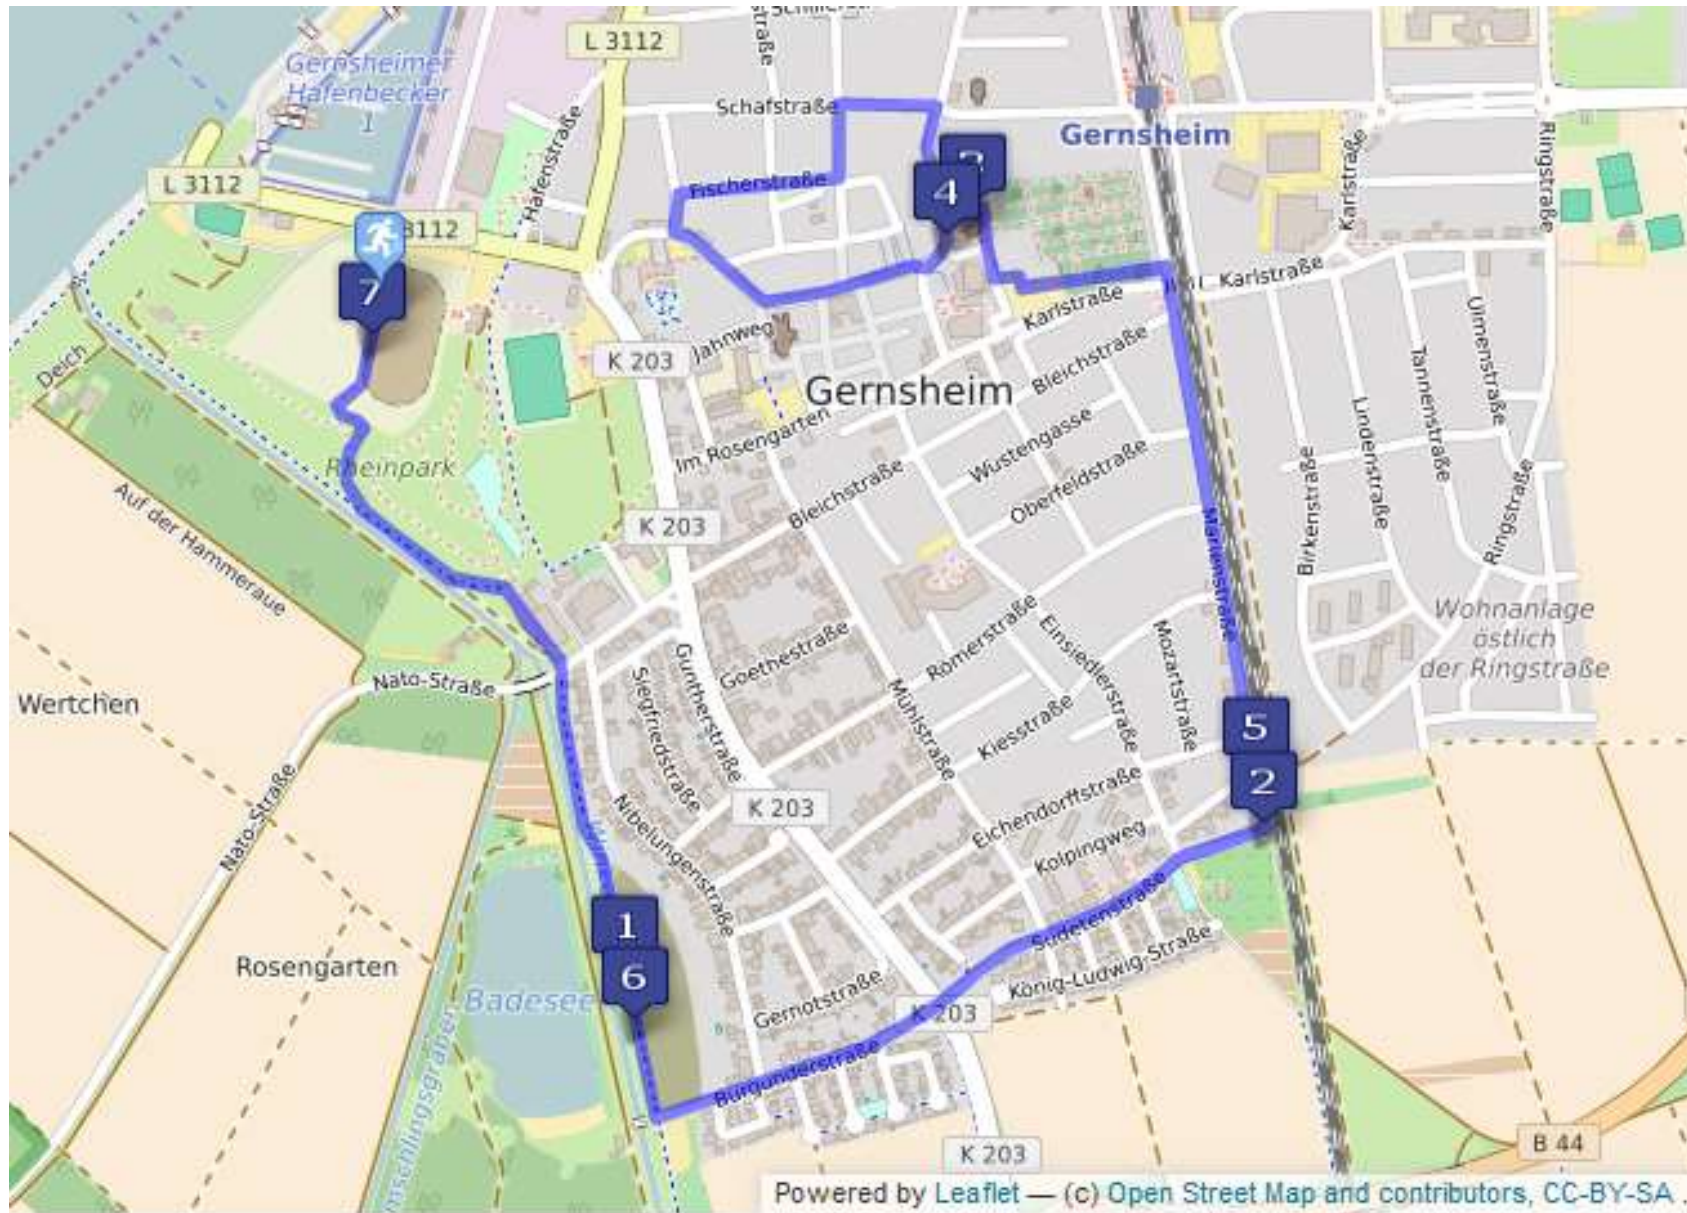 L 3112
Gernsheimer
Hafenbecken
1
Schafstraße
Hafenstraße
Gernsheim
Karlstraße
Ringstraße
L 3112
3112
Fischerstraße
4
7
Karlstraße
Karlstraße
Deich
K 203
Jahnweg
Bleichstraße
Gernsheim
Ulmenstraße
Tannenstraße
Lindenstraße
Im Rosengarten
Wustengasse
Rheinpark
Bleichstraße
Oberfeldstraße
K 203
Auf der Hammeraue
Marienstraße
Birkenstraße
Ringstraße
Wohnanlage
östlich
der Ringstraße
Römerstraße
Einsiedlerstraße
Mozartstraße
Goethestraße
Guntherstraße
Siegfriedstraße
Nato-Straße
Wertchen
Mühlstraße
Kiesstraße
5
2
K 203
Eichendorffstraße
Kolpingweg
Nibelungenstraße
Nato-Straße
1
6
Sudetenstraße
König-Ludwig-Straße
Rosengarten
Badesee
Gernotstraße
K 203
Burgunderstraße
B 44
K 203
Powered by Leaflet — (c) Open Street Map and contributors, CC-BY-SA .